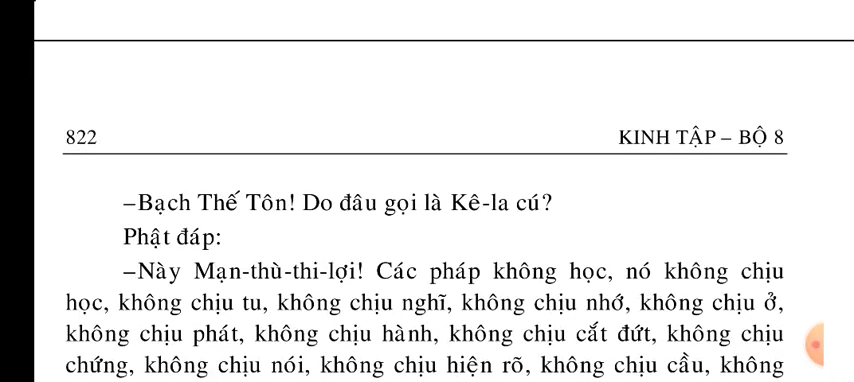 822
KINH TẬP – BỘ 8
–Bạch Thế Tôn! Do đâu gọi là Kê-la cú?
Phật đáp:
–Này Mạn-thù-thi-lợi! Các pháp không học, nó không chịu
học, không chịu tu, không chịu nghĩ, không chịu nhớ, không chịu ở,
không chịu phát, không chịu hành, không chịu cắt đứt, không chịu
chứng, không chịu nói, không chịu hiện rõ, không chịu cầu, không